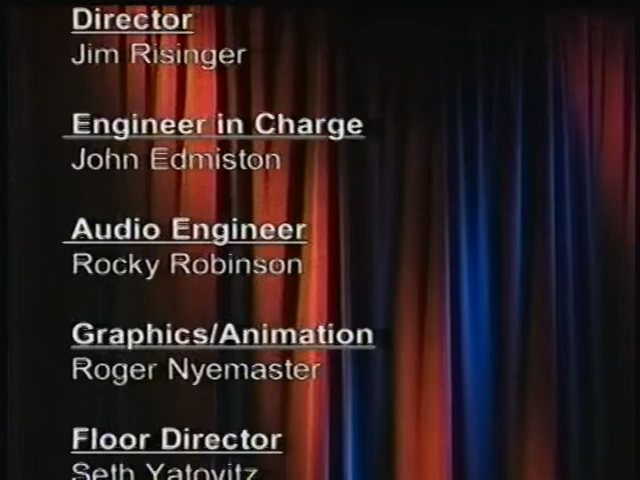 Director
Jim Risinger
Engineer in Charge
John Edmiston
Audio Engineer
Rocky Robinson
Graphics/Animation
Roger Nyemaster
Floor Director
Seth Yatovitz